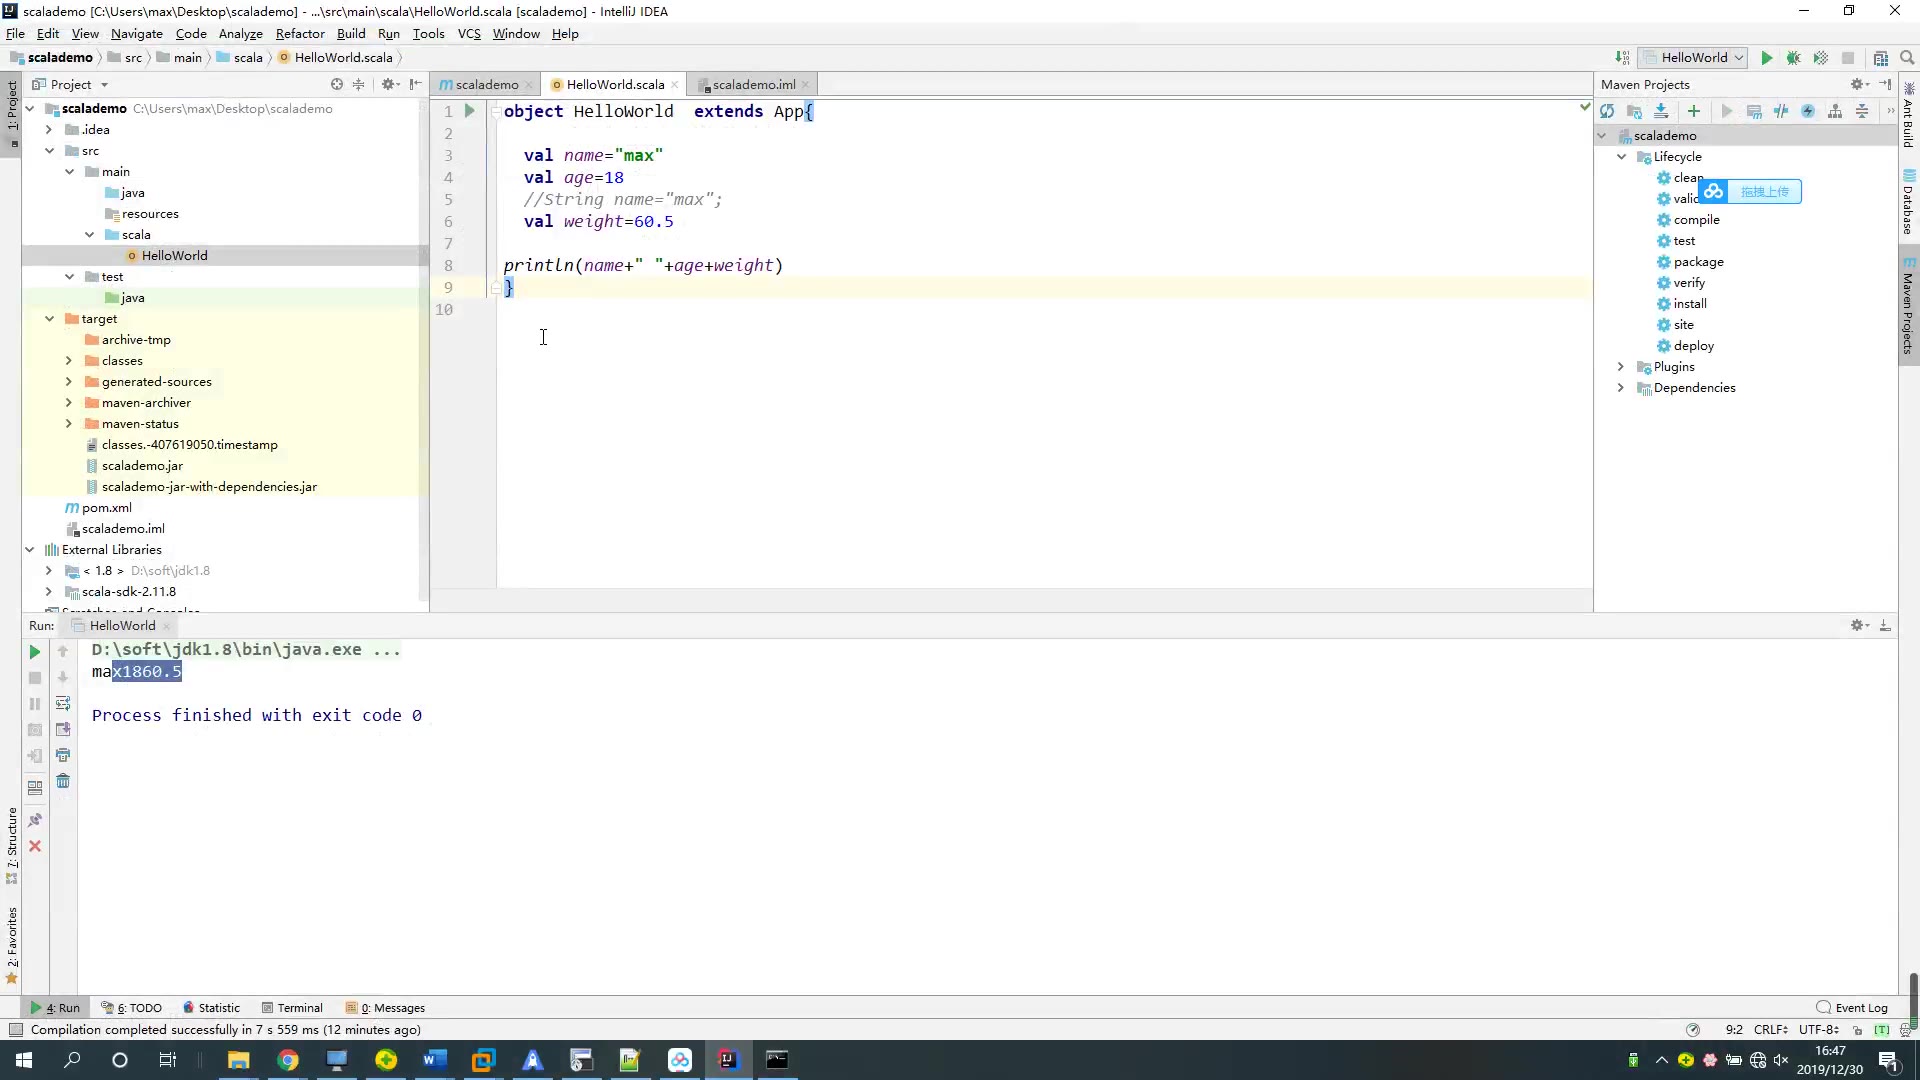 scalademo [C:\Users\max\Desktop\scalademo] - ...\src\main\scala\HelloWorld.scala [scalademo] - IntelliJ IDEA
File Edit View Navigate Code Analyze Refactor Build Run Tools VCS Window Help
scalademo src main scala HelloWorld.scala
HelloWorld
Project
scalademo HelloWorld.scala scalademo.iml
Maven Projects
1: Project
scalademo C:\Users\max\Desktop\scalademo
.idea
src
main
java
resources
scala
HelloWorld
test
java
target
archive-tmp
classes
generated-sources
maven-archiver
maven-status
classes.-407619050.timestamp
scalademo.jar
scalademo-jar-with-dependencies.jar
pom.xml
scalademo.iml
External Libraries
< 1.8 > D:\soft\jdk1.8
scala-sdk-2.11.8
Scratches and Consoles
1 object HelloWorld  extends App{
2
3 val name="max"
4 val age=18
5 //String name="max";
6 val weight=60.5
7
8 println(name+" "+age+weight)
9 }
10
scalademo
Lifecycle
clean
拖拽上传
compile
test
package
verify
install
site
deploy
Plugins
Dependencies
Ant Build
Database
Maven Projects
Run: HelloWorld
D:\soft\jdk1.8\bin\java.exe ...
max1860.5
Process finished with exit code 0
7: Structure
2: Favorites
4: Run 6: TODO Statistic Terminal 0: Messages
Event Log
Compilation completed successfully in 7 s 559 ms (12 minutes ago)
9:2 CRLF UTF-8 [T]
16:47
2019/12/30
1